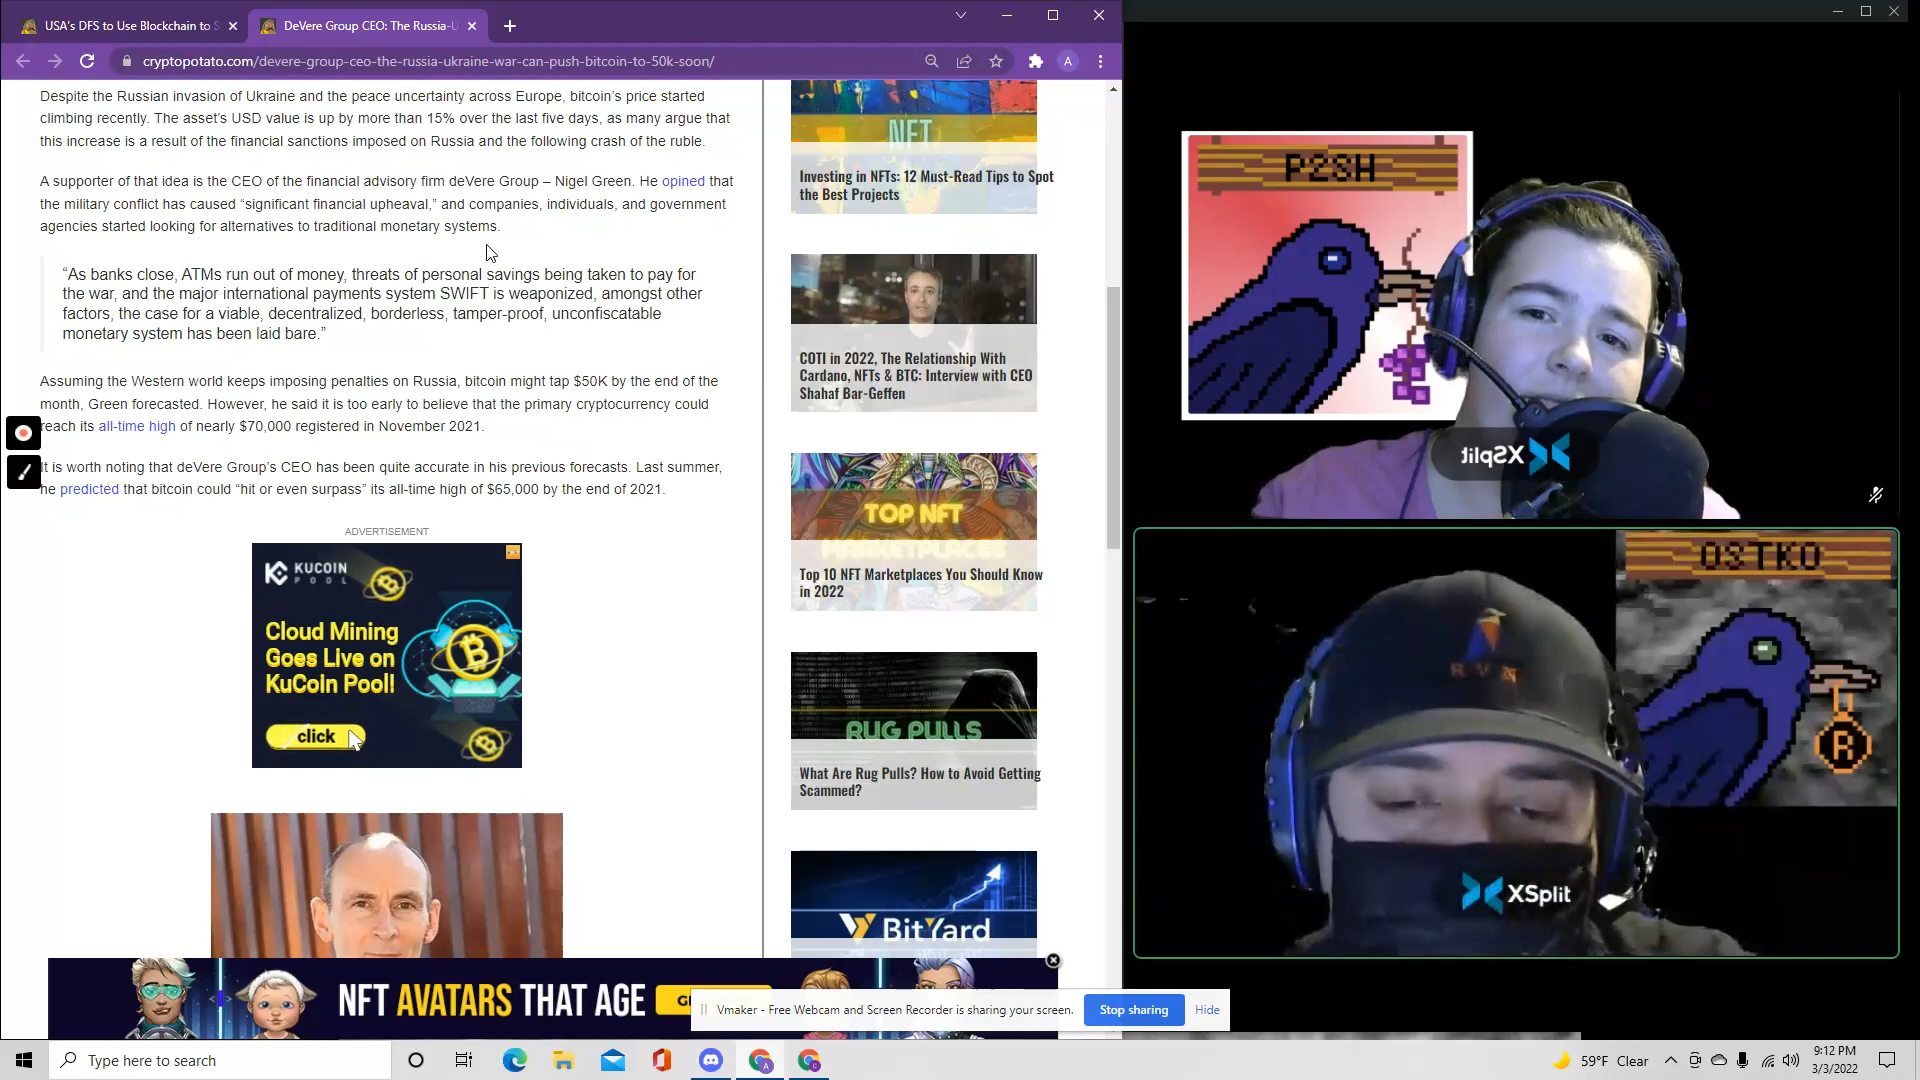 USA's DFS to Use Blockchain to S
DeVere Group CEO: The Russia-U
cryptopotato.com/devere-group-ceo-the-russia-ukraine-war-can-push-bitcoin-to-50k-soon/
A
Despite the Russian invasion of Ukraine and the peace uncertainty across Europe, bitcoin's price started
climbing recently. The asset's USD value is up by more than 15% over the last five days, as many argue that
this increase is a result of the financial sanctions imposed on Russia and the following crash of the ruble.
A supporter of that idea is the CEO of the financial advisory firm deVere Group – Nigel Green. He opined that
the military conflict has caused “significant financial upheaval,” and companies, individuals, and government
agencies started looking for alternatives to traditional monetary systems.
“As banks close, ATMs run out of money, threats of personal savings being taken to pay for
the war, and the major international payments system SWIFT is weaponized, amongst other
factors, the case for a viable, decentralized, borderless, tamper-proof, unconfiscatable
monetary system has been laid bare.”
Assuming the Western world keeps imposing penalties on Russia, bitcoin might tap $50K by the end of the
month, Green forecasted. However, he said it is too early to believe that the primary cryptocurrency could
reach its all-time high of nearly $70,000 registered in November 2021.
It is worth noting that deVere Group's CEO has been quite accurate in his previous forecasts. Last summer,
he predicted that bitcoin could “hit or even surpass” its all-time high of $65,000 by the end of 2021.
ADVERTISEMENT
KUCOIN
POOL
Cloud Mining
Goes Live on
KuCoin Pool!
click
NFT
Investing in NFTs: 12 Must-Read Tips to Spot
the Best Projects
COTI in 2022, The Relationship With
Cardano, NFTs & BTC: Interview with CEO
Shahaf Bar-Geffen
TOP NFT
MARKETPLACES
Top 10 NFT Marketplaces You Should Know
in 2022
RUG PULLS
What Are Rug Pulls? How to Avoid Getting
Scammed?
BitYard
NFT AVATARS THAT AGE
Vmaker - Free Webcam and Screen Recorder is sharing your screen.
Stop sharing
Hide
P2SH
XSplit
OSTKO
R
RVN
XSplit
Type here to search
59°F Clear
9:12 PM
3/3/2022